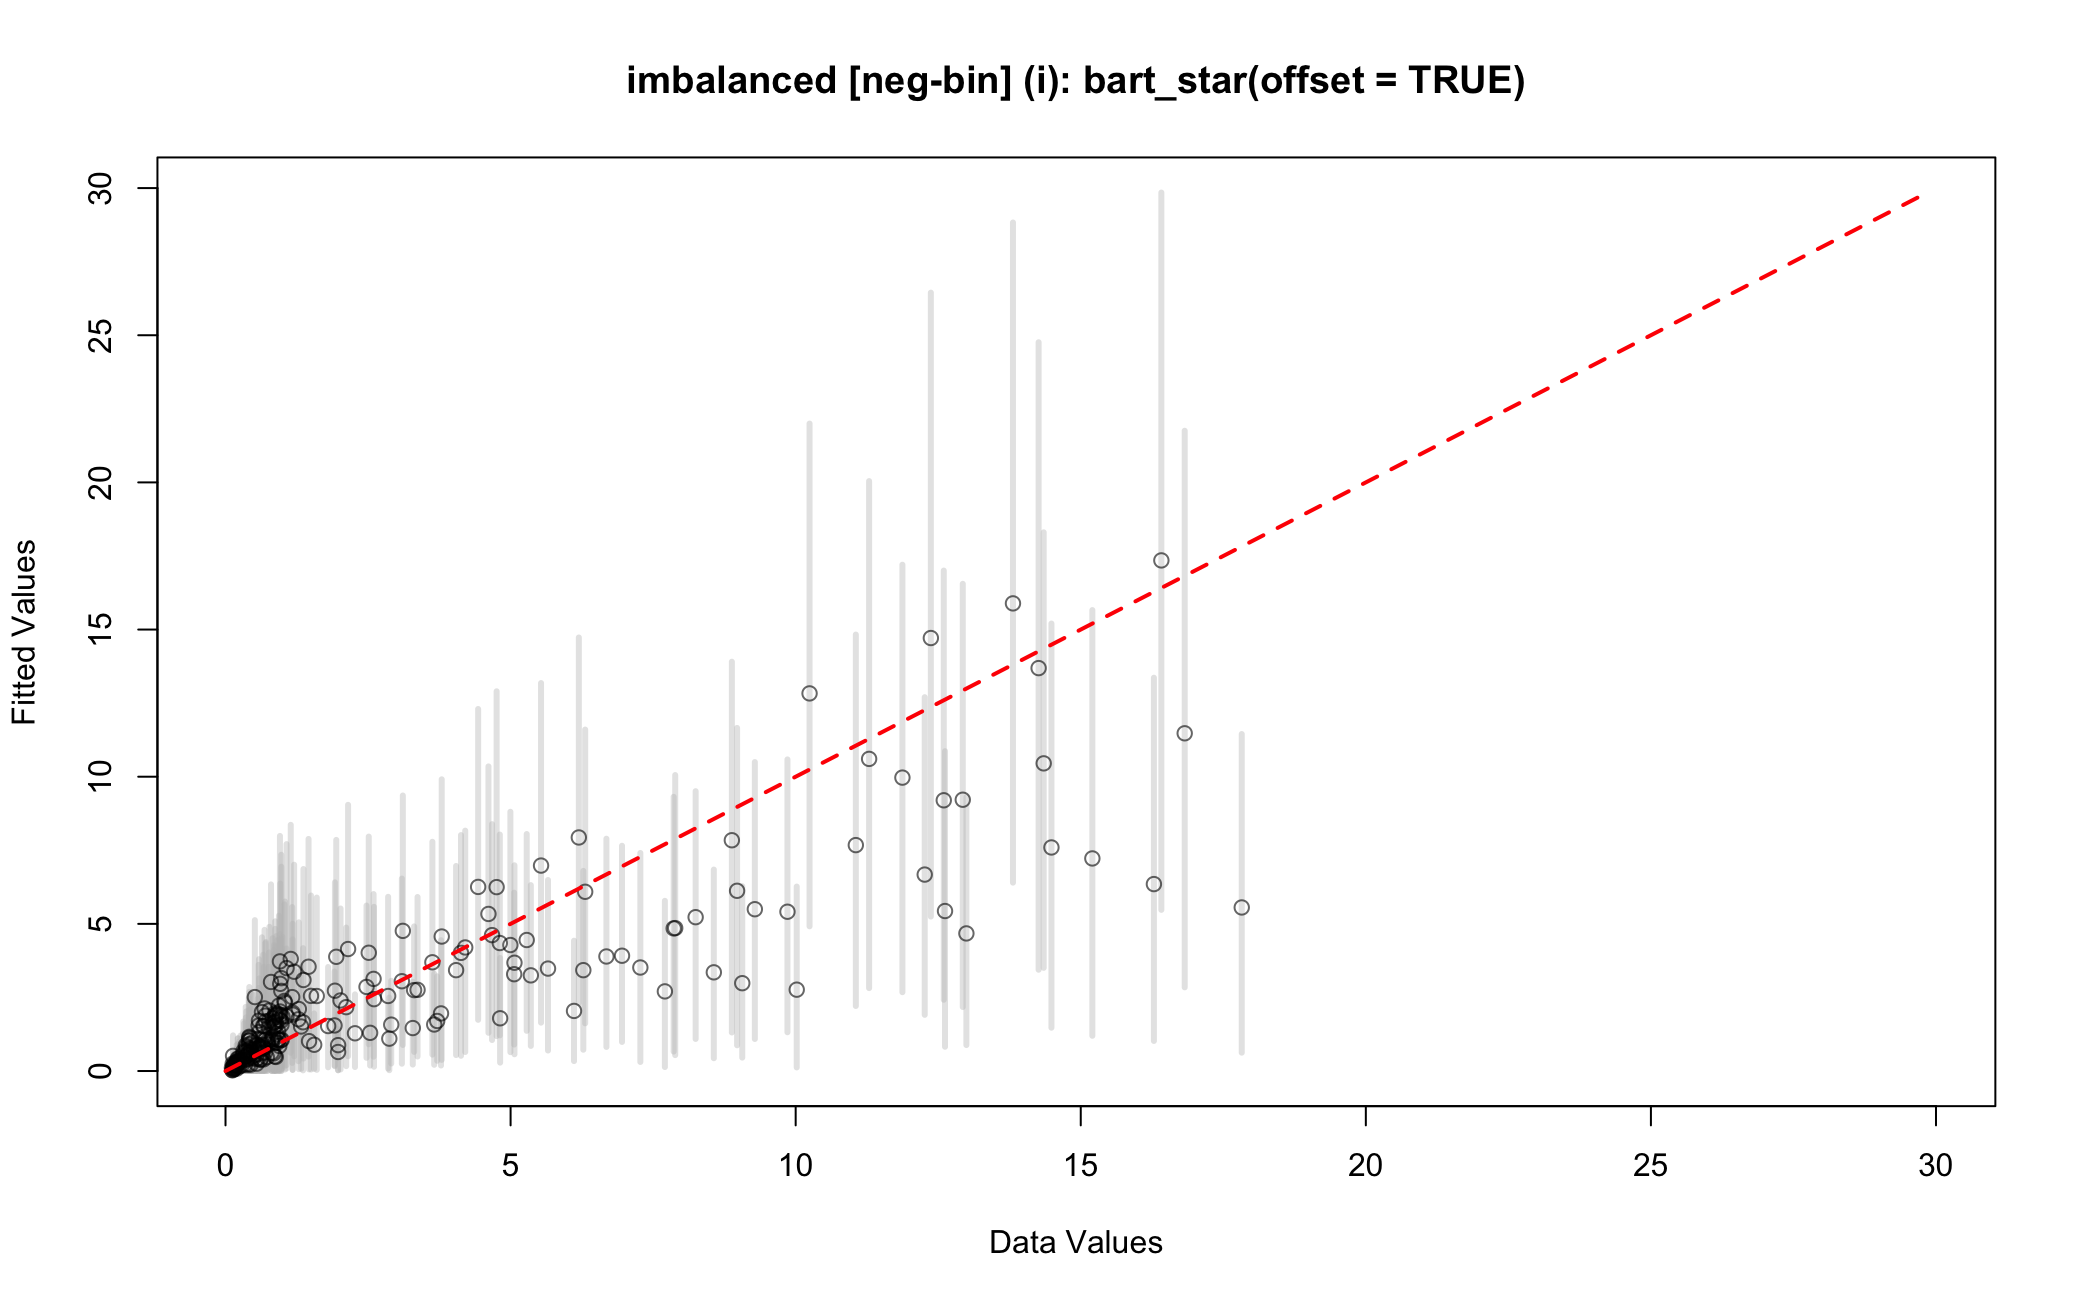 imbalanced [neg-bin] (i): bart_star(offset = TRUE)
Fitted Values
30
25
20
15
10
5
0
0 5 10 15 20 25 30
Data Values